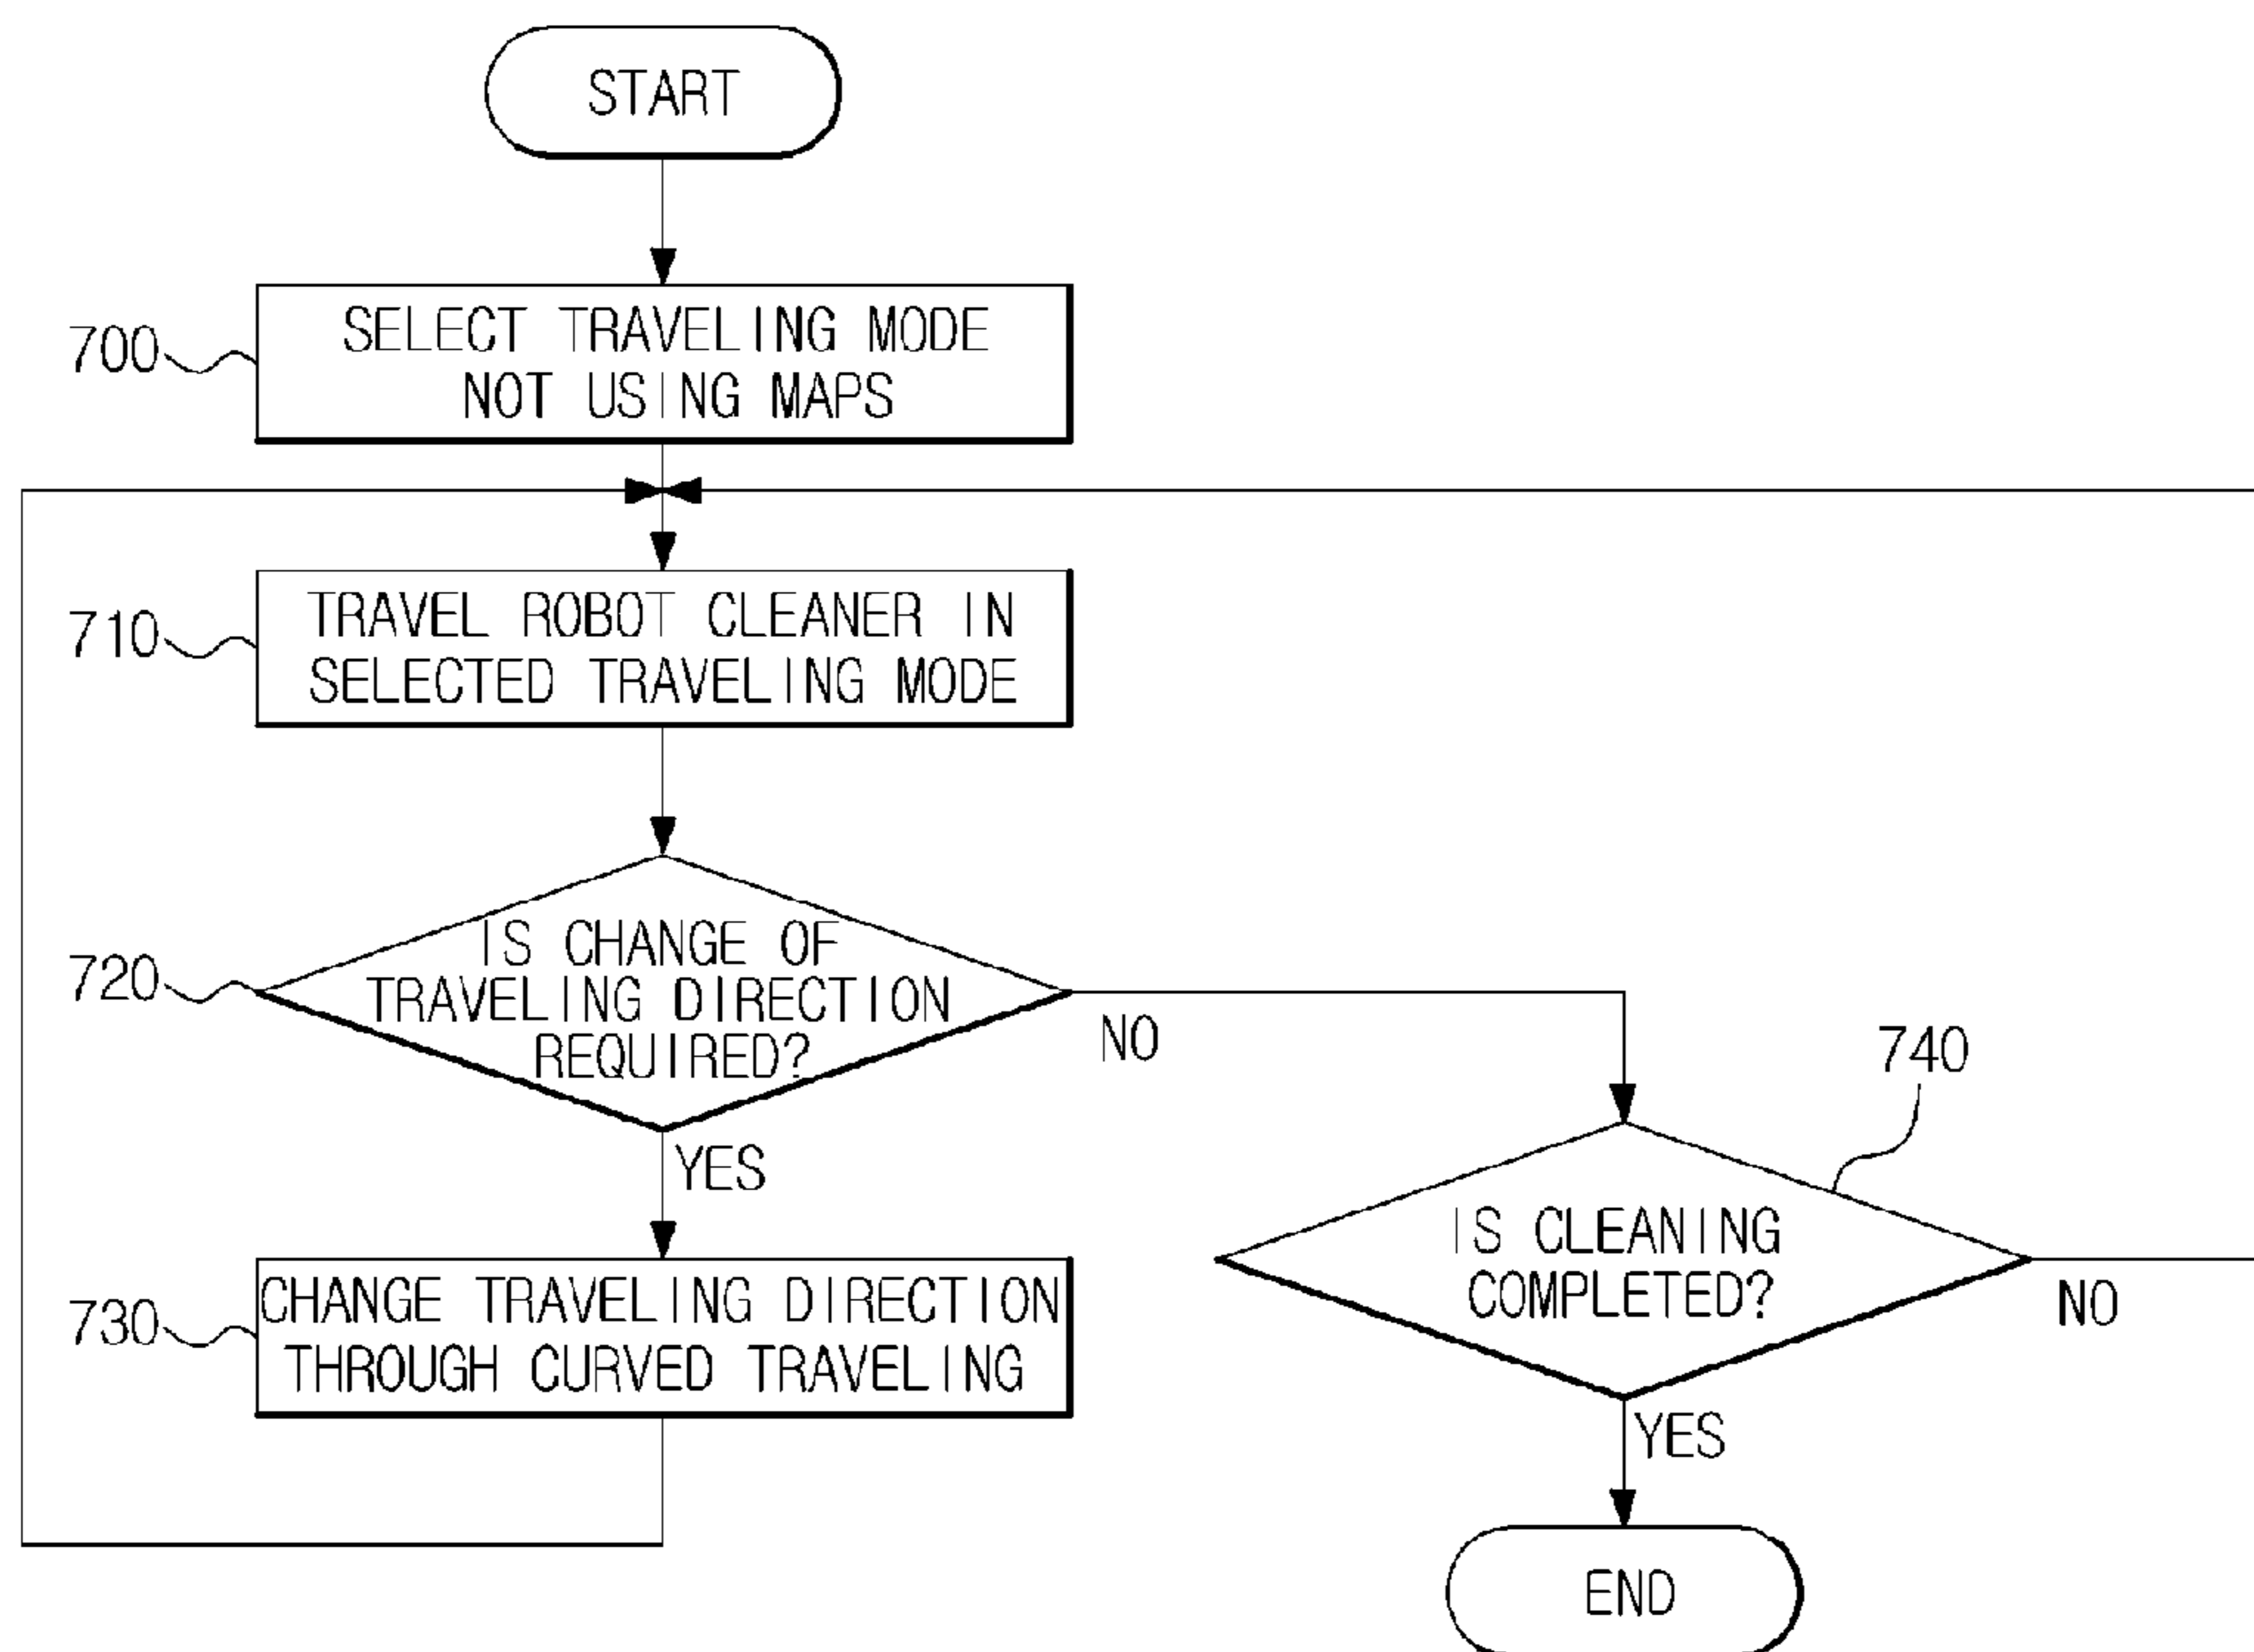 START
700
SELECT TRAVELING MODE
NOT USING MAPS
710
TRAVEL ROBOT CLEANER IN
SELECTED TRAVELING MODE
720
IS CHANGE OF
TRAVELING DIRECTION
REQUIRED?
NO
YES
730
CHANGE TRAVELING DIRECTION
THROUGH CURVED TRAVELING
740
IS CLEANING
COMPLETED?
NO
YES
END